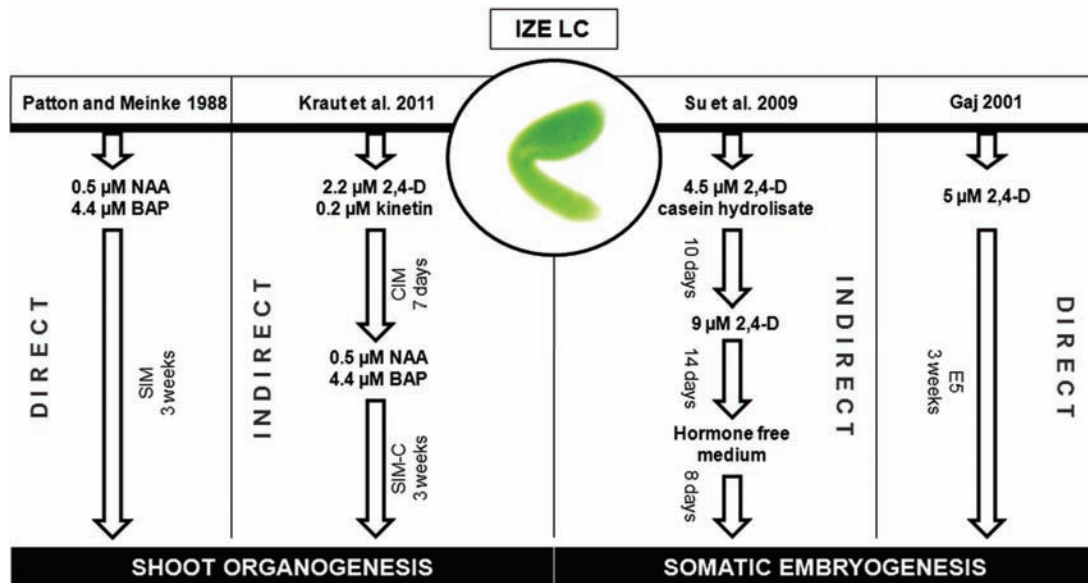 IZE LC
Patton and Meinke 1988
Kraut et al. 2011
Su et al. 2009
Gaj 2001
0.5 µM NAA
4.4 µM BAP
DIRECT
SIM
3 weeks
2.2 µM 2,4-D
0.2 µM kinetin
CIM
7 days
0.5 µM NAA
4.4 µM BAP
INDIRECT
SIM-C
3 weeks
4.5 µM 2,4-D
casein hydrolisate
10 days
9 µM 2,4-D
14 days
Hormone free
medium
8 days
INDIRECT
5 µM 2,4-D
E5
3 weeks
DIRECT
SHOOT ORGANOGENESIS
SOMATIC EMBRYOGENESIS